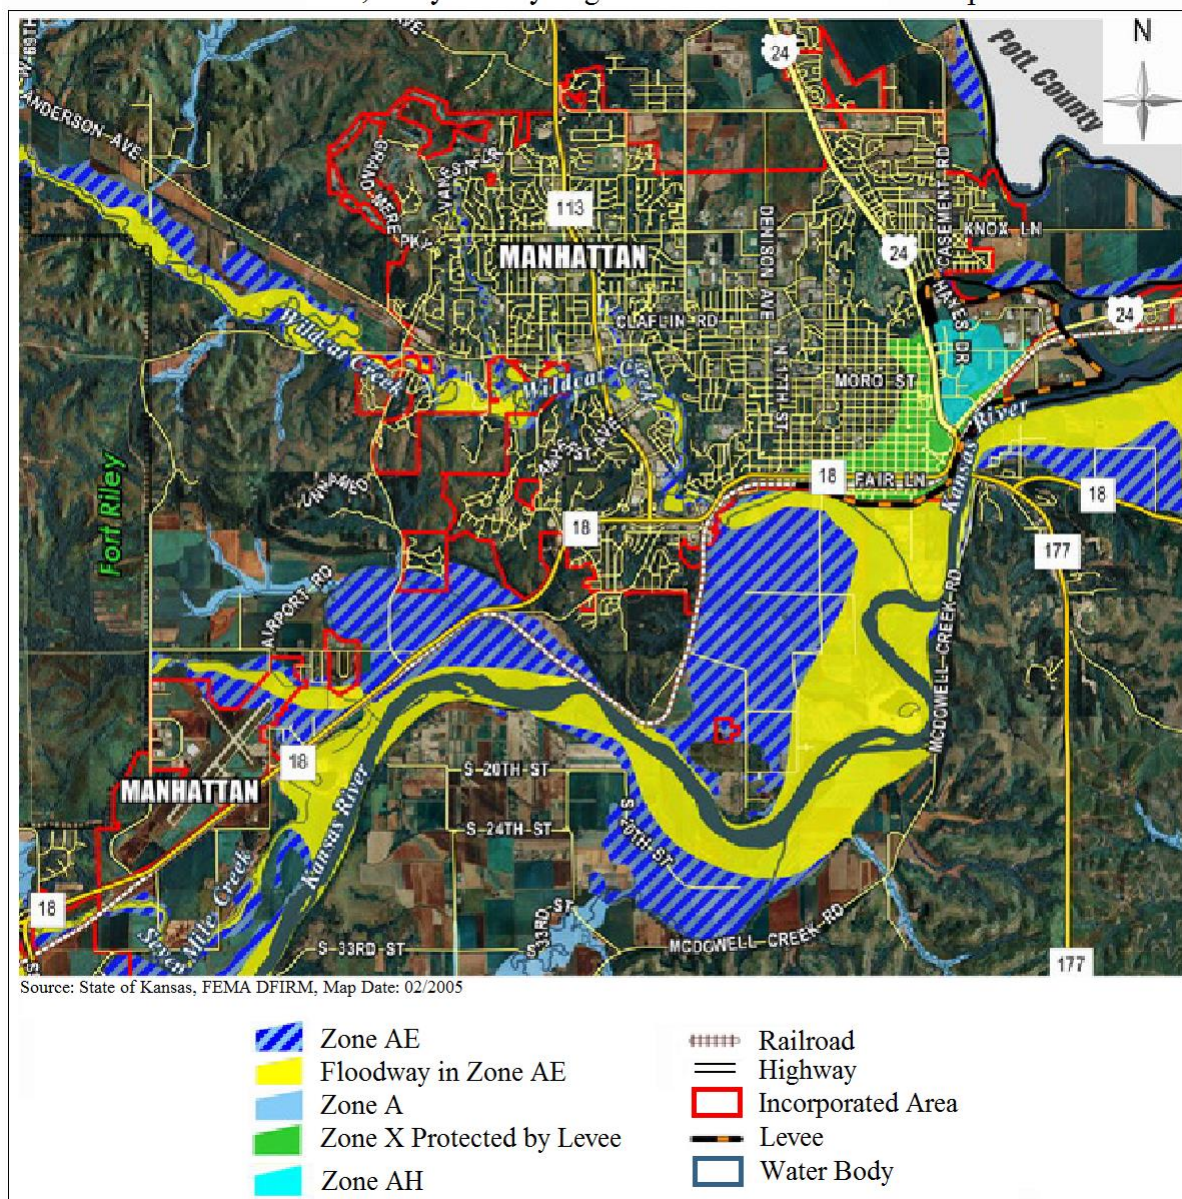 N
24
Pott. County
ANDERSON AVE
GRAND
MERE
PKY
113
MANHATTAN
DENISON AVE
CASEMENT RD
KNOX LN
24
HAYES DR
24
CLAFLIN RD
Wildcat Creek
Wildcat Creek
N 17TH ST
MORO ST
Kansas River
Fort Riley
18
FAIR LN
Kansas River
18
18
177
AIRPORT RD
MCDOWELL CREEK RD
18
MANHATTAN
Kansas River
S 20TH ST
S 24TH ST
Seven Mile Creek
18
S 33RD ST
S 33RD ST
MCDOWELL CREEK RD
177
Source: State of Kansas, FEMA DFIRM, Map Date: 02/2005
Zone AE
Floodway in Zone AE
Zone A
Zone X Protected by Levee
Zone AH
Railroad
Highway
Incorporated Area
Levee
Water Body